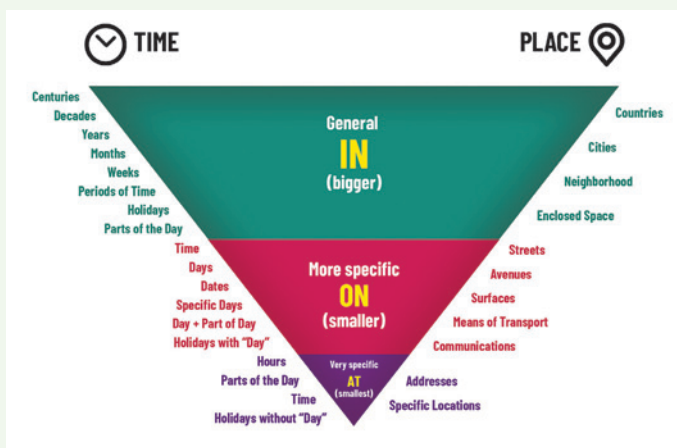 TIME
PLACE
Centuries
Decades
Years
Months
Weeks
Periods of Time
Holidays
Parts of the Day
General
IN
(bigger)
Countries
Cities
Neighborhood
Enclosed Space
Time
Days
Dates
Specific Days
Day + Part of Day
Holidays with "Day"
More specific
ON
(smaller)
Streets
Avenues
Surfaces
Means of Transport
Communications
Hours
Parts of the Day
Time
Holidays without "Day"
Very specific
AT
(smallest)
Addresses
Specific Locations